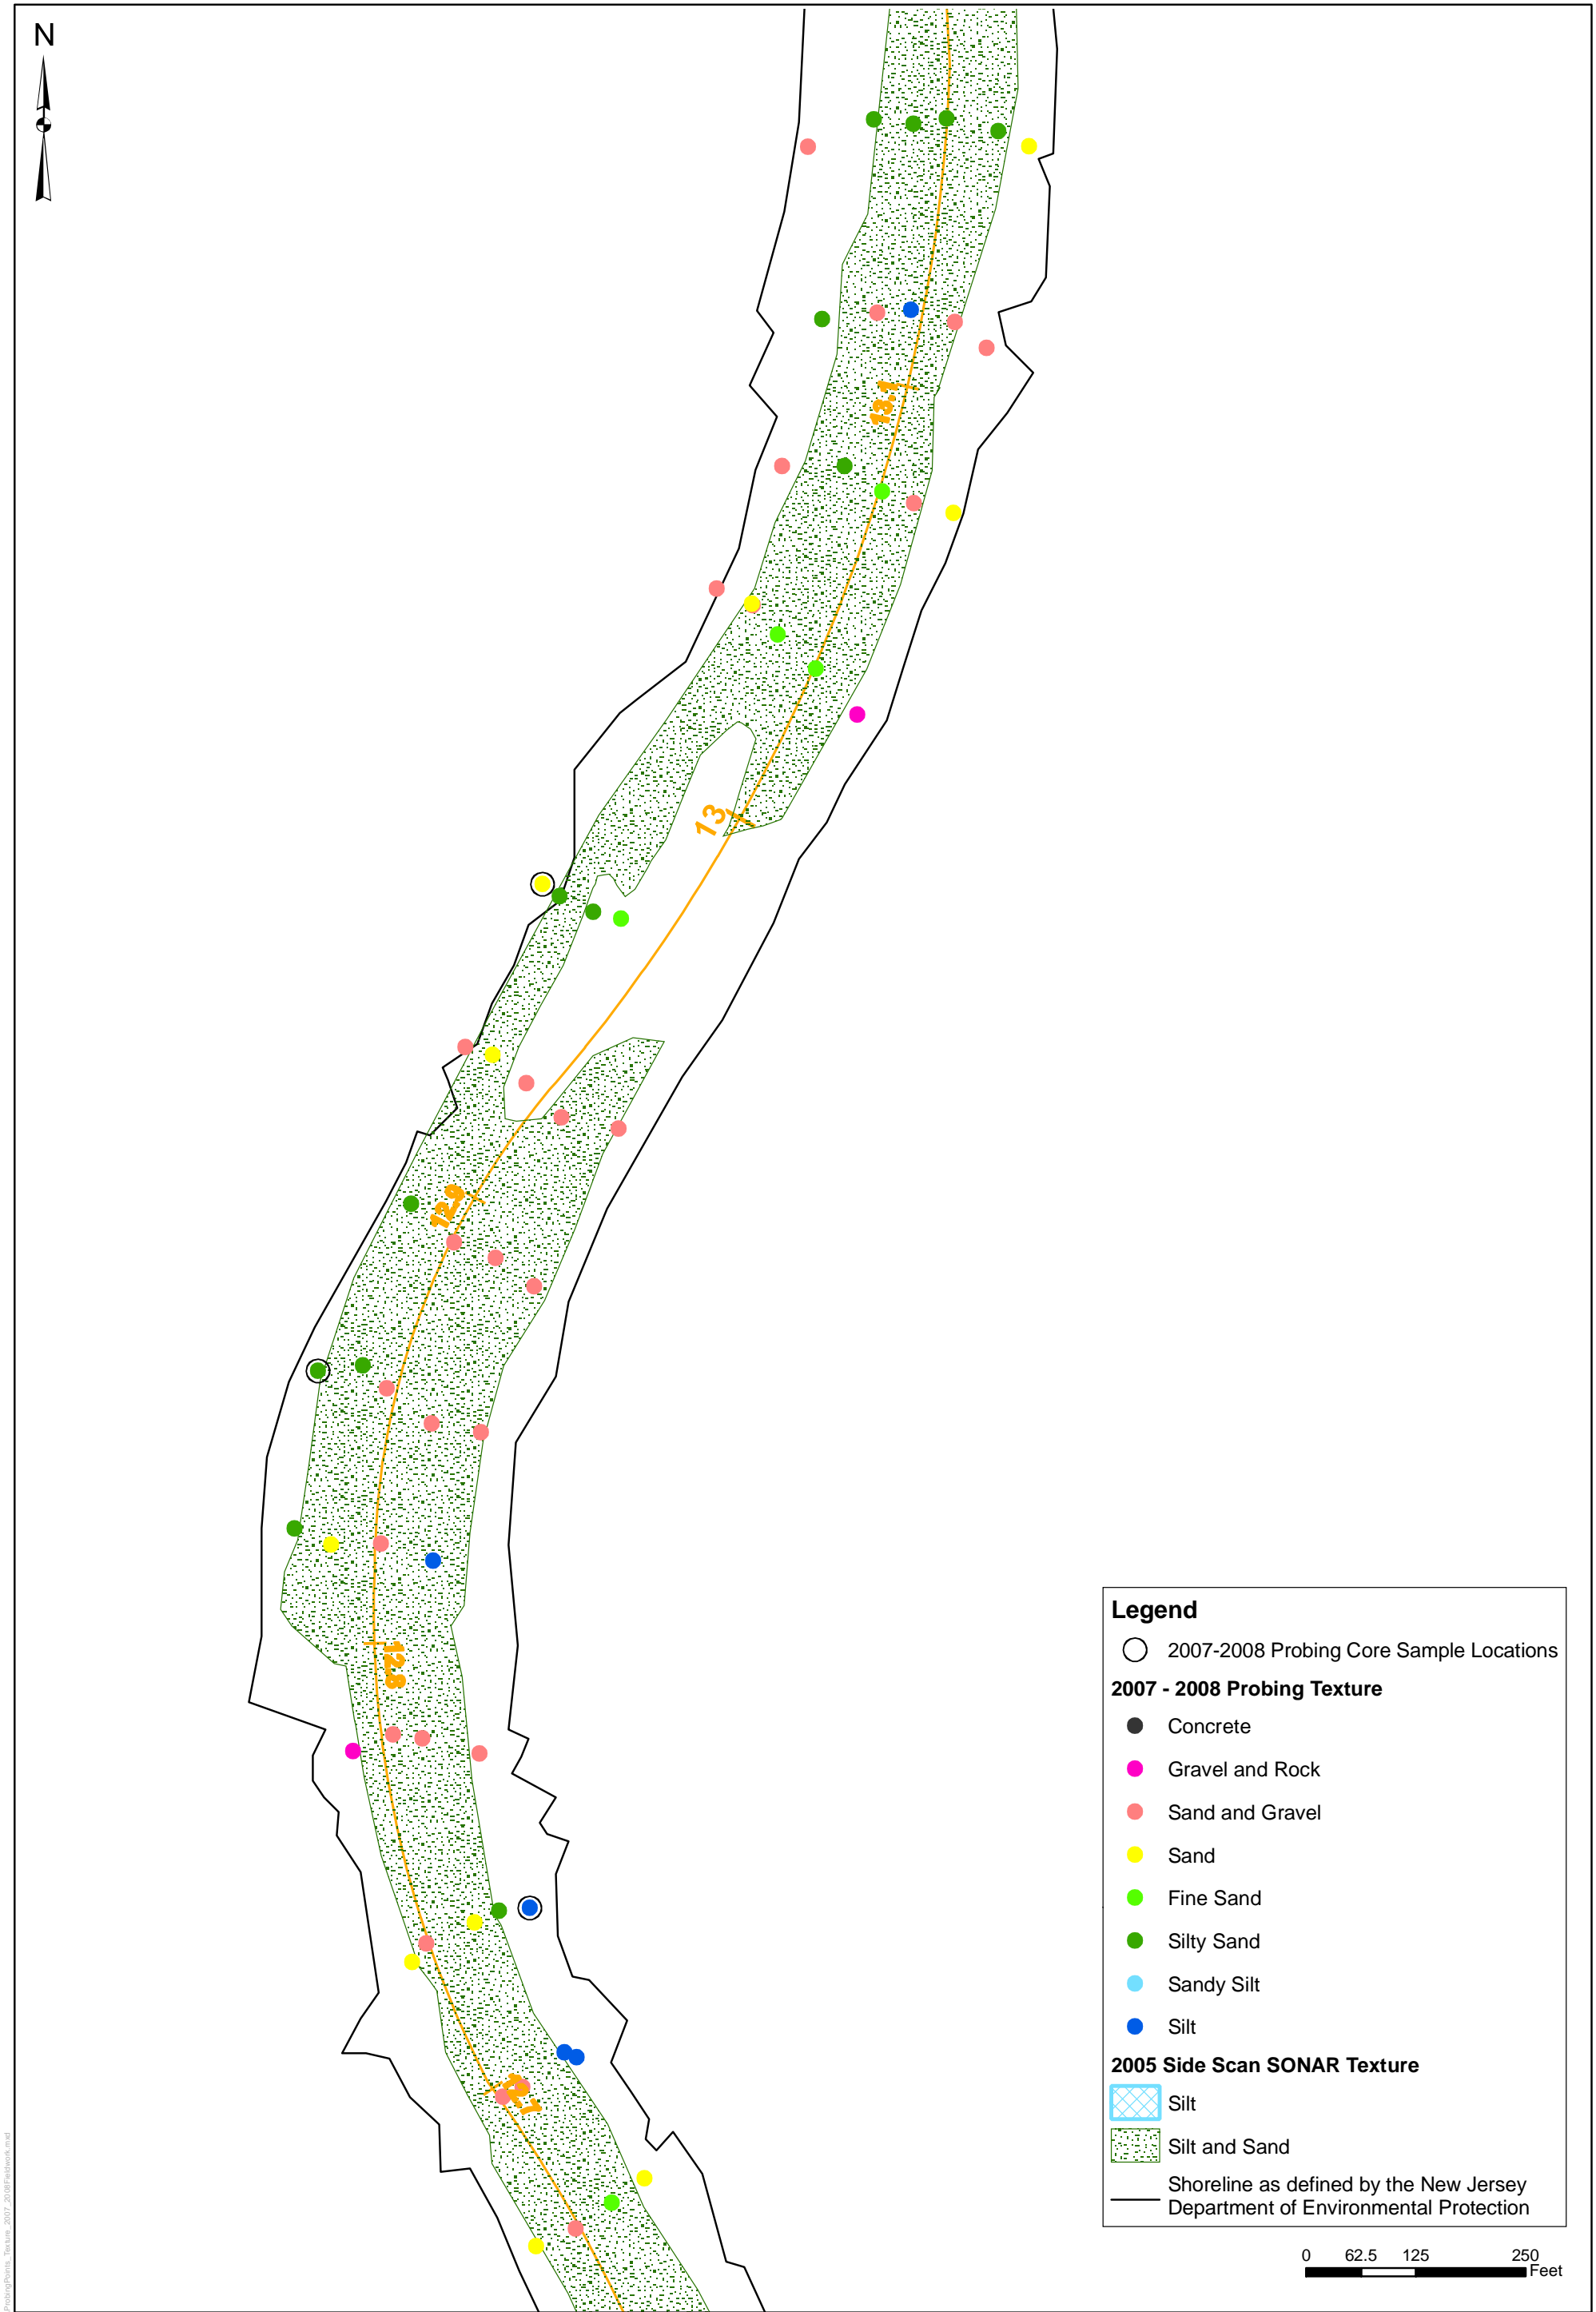 N
13.1
13
12.9
12.8
12.7
Legend
2007-2008 Probing Core Sample Locations
2007 - 2008 Probing Texture
Concrete
Gravel and Rock
Sand and Gravel
Sand
Fine Sand
Silty Sand
Sandy Silt
Silt
2005 Side Scan SONAR Texture
Silt
Silt and Sand
Shoreline as defined by the New Jersey
Department of Environmental Protection
0 62.5 125 250
Feet
ProbingPoints_Texture_2007_2008Fieldwork.mxd